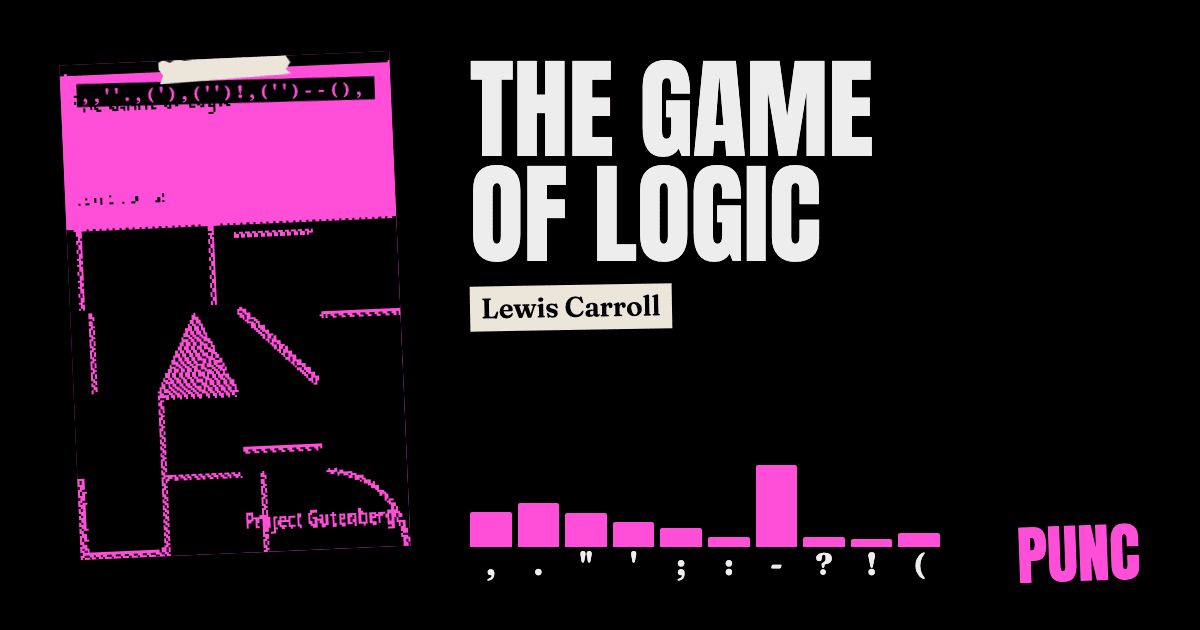 ,,''.,('),('')!,('')--(),
THE GAME
OF LOGIC
Lewis Carroll
Project Gutenberg
, . " ' ; : - ? ! (
PUNC